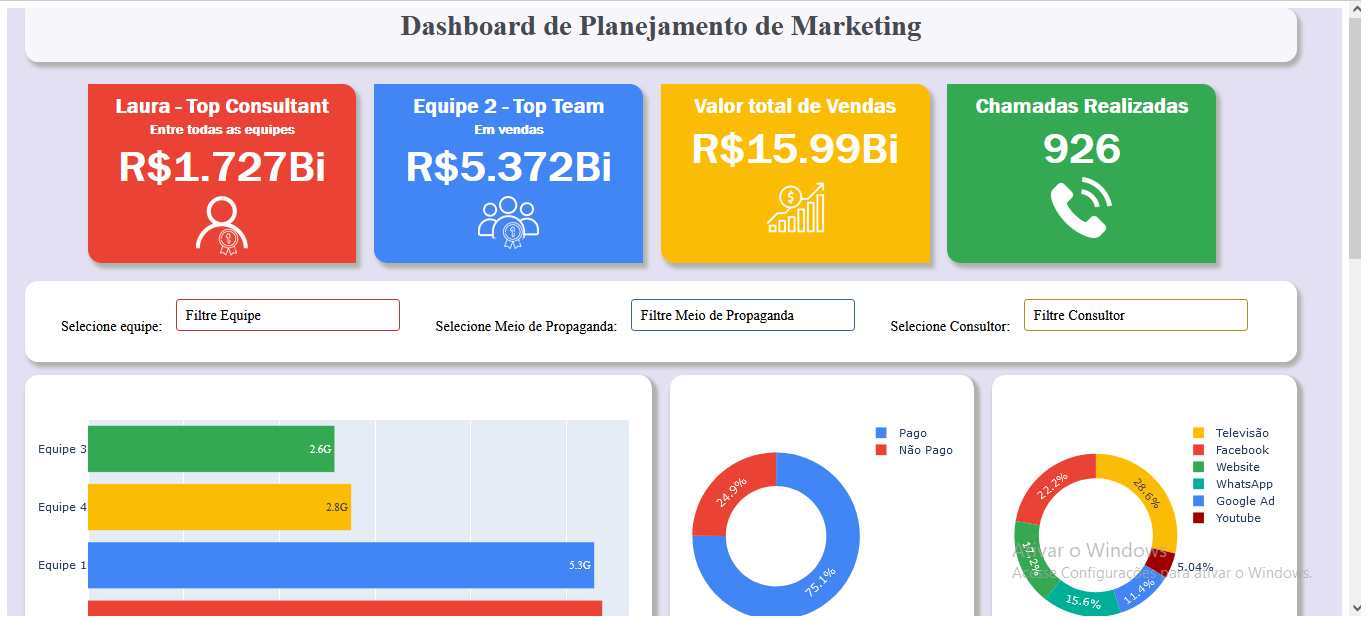 Dashboard de Planejamento de Marketing
Laura - Top Consultant
Entre todas as equipes
R$1.727Bi
Equipe 2 - Top Team
Em vendas
R$5.372Bi
Valor total de Vendas
R$15.99Bi
Chamadas Realizadas
926
Selecione equipe:
Filtre Equipe
Selecione Meio de Propaganda:
Filtre Meio de Propaganda
Selecione Consultor:
Filtre Consultor
Equipe 3
2.6G
Equipe 4
2.8G
Equipe 1
5.3G
Pago
Não Pago
24.9%
75.1%
Televisão
Facebook
Website
WhatsApp
Google Ad
Youtube
22.2%
28.6%
17.2%
5.04%
15.6%
11.4%
Ativar o Windows
Acesse Configurações para ativar o Windows.